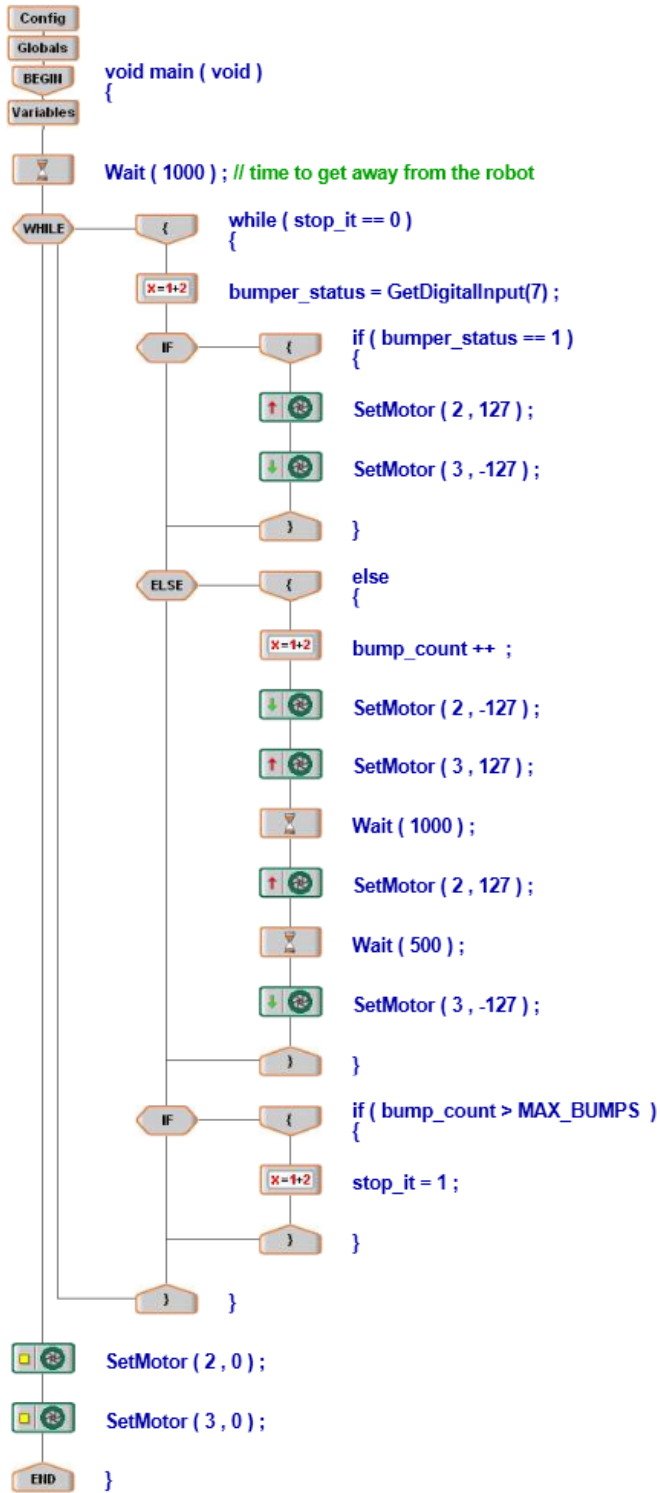 Config
Globals
BEGIN void main ( void )
{
Variables
Wait ( 1000 ) ; // time to get away from the robot
WHILE { while ( stop_it == 0 )
{
X=1+2 bumper_status = GetDigitalInput(7) ;
IF { if ( bumper_status == 1 )
{
SetMotor ( 2 , 127 ) ;
SetMotor ( 3 , -127 ) ;
} }
ELSE { else
{
X=1+2 bump_count ++ ;
SetMotor ( 2 , -127 ) ;
SetMotor ( 3 , 127 ) ;
Wait ( 1000 ) ;
SetMotor ( 2 , 127 ) ;
Wait ( 500 ) ;
SetMotor ( 3 , -127 ) ;
} }
IF { if ( bump_count > MAX_BUMPS )
{
X=1+2 stop_it = 1 ;
} }
} }
SetMotor ( 2 , 0 ) ;
SetMotor ( 3 , 0 ) ;
END }